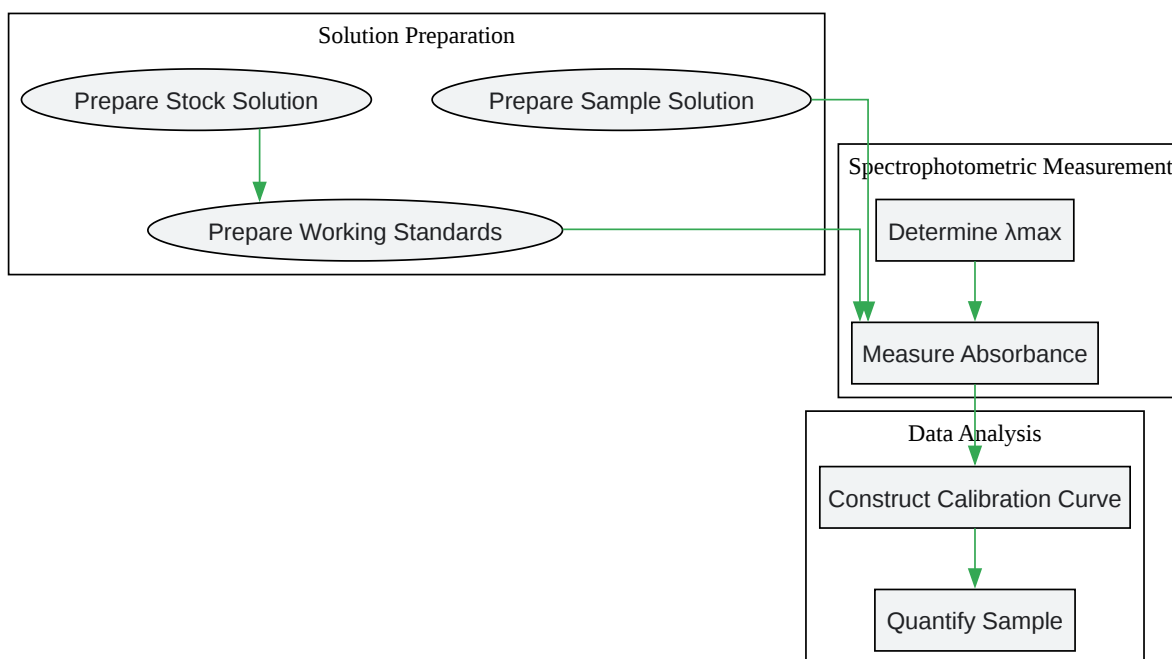 Solution Preparation
Prepare Stock Solution
Prepare Sample Solution
Prepare Working Standards
Spectrophotometric Measurement
Determine λmax
Measure Absorbance
Data Analysis
Construct Calibration Curve
Quantify Sample